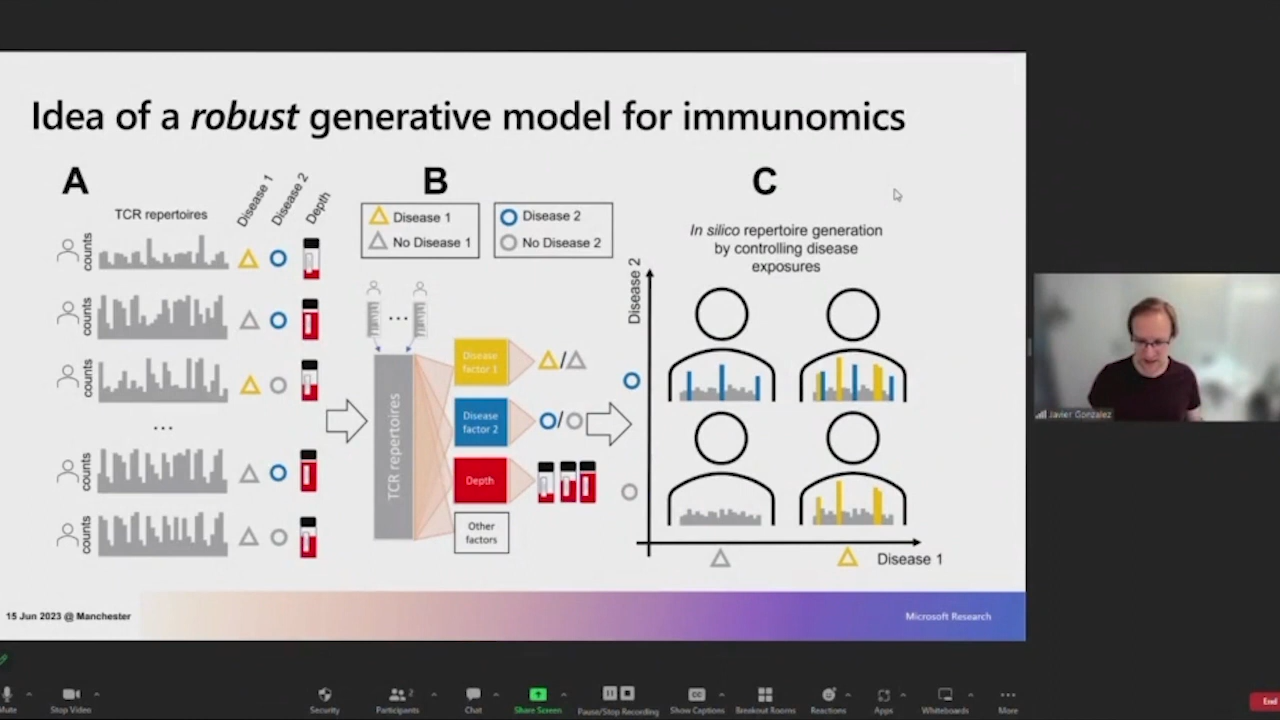 Idea of a robust generative model for immunomics
A
B
C
TCR repertoires
Disease 1
Disease 2
Depth
counts
counts
counts
...
counts
counts
Disease 1
No Disease 1
Disease 2
No Disease 2
...
TCR repertoires
Disease
factor 1
Disease
factor 2
Depth
Other
factors
/
/
In silico repertoire generation
by controlling disease
exposures
Disease 2
Disease 1
15 Jun 2023 @ Manchester
Microsoft Research
Javier Gonzalez
Mute
Stop Video
Security
Participants
2
Chat
Share Screen
Pause/Stop Recording
CC
Show Captions
Breakout Rooms
Reactions
Apps
Whiteboards
More
End